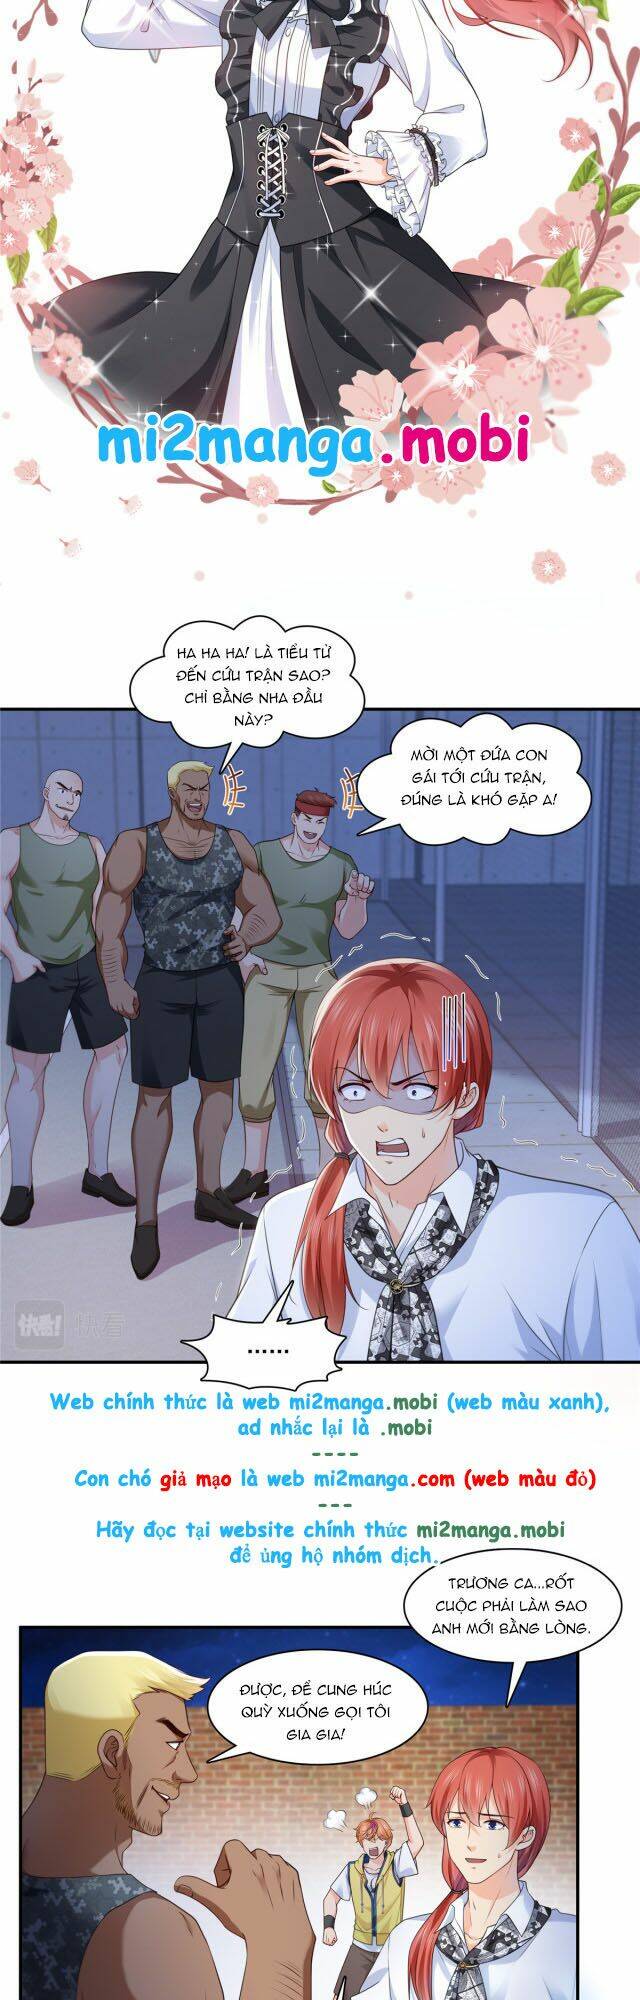 mi2manga.mobi
HA HA HA! LÀ TIỂU TỬ
ĐẾN CỨU TRẬN SAO?
CHỈ BẰNG NHA ĐẦU
NÀY?
MỜI MỘT ĐỨA CON
GÁI TỚI CỨU TRẬN,
ĐÚNG LÀ KHÓ GẶP A!
快看! 快看
......
Web chính thức là web mi2manga.mobi (web màu xanh),
ad nhắc lại là .mobi
----
Con chó giả mạo là web mi2manga.com (web màu đỏ)
---
Hãy đọc tại website chính thức mi2manga.mobi
để ủng hộ nhóm dịch.
TRƯƠNG CA...RỐT
CUỘC PHẢI LÀM SAO
ANH MỚI BẰNG LÒNG.
ĐƯỢC, ĐỂ CUNG HÚC
QUỲ XUỐNG GỌI TÔI
GIA GIA!